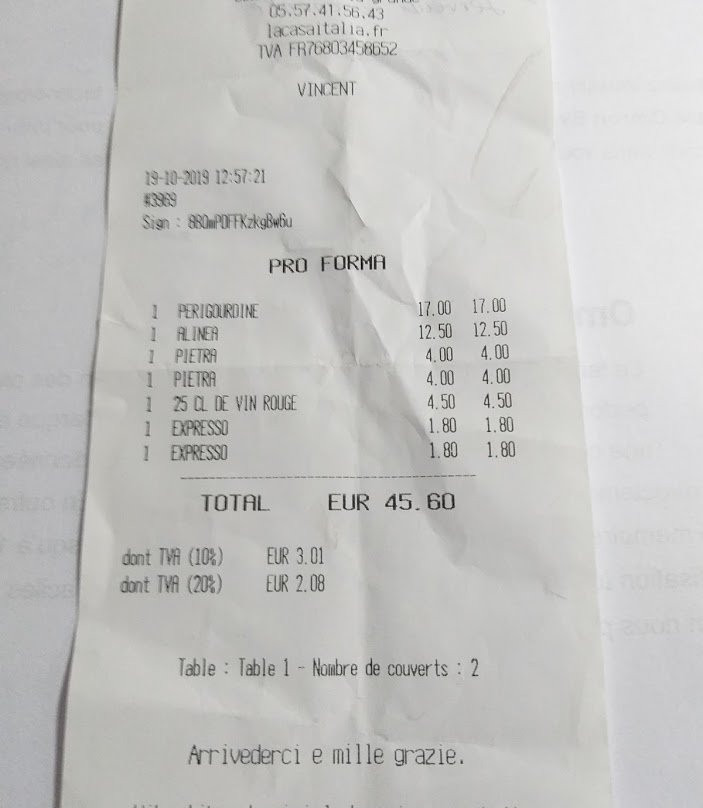 05.57.41.56.43
lacasaitalia.fr
TVA FR76803458652
VINCENT
19-10-2019 12:57:21
#3969
Sign : 88QmPDFFKzkgBw6u
PRO FORMA
1 PERIGOURDINE 17.00 17.00
1 ALINEA 12.50 12.50
1 PIETRA 4.00 4.00
1 PIETRA 4.00 4.00
1 25 CL DE VIN ROUGE 4.50 4.50
1 EXPRESSO 1.80 1.80
1 EXPRESSO 1.80 1.80
TOTAL EUR 45.60
dont TVA (10%) EUR 3.01
dont TVA (20%) EUR 2.08
Table : Table 1 - Nombre de couverts : 2
Arrivederci e mille grazie.